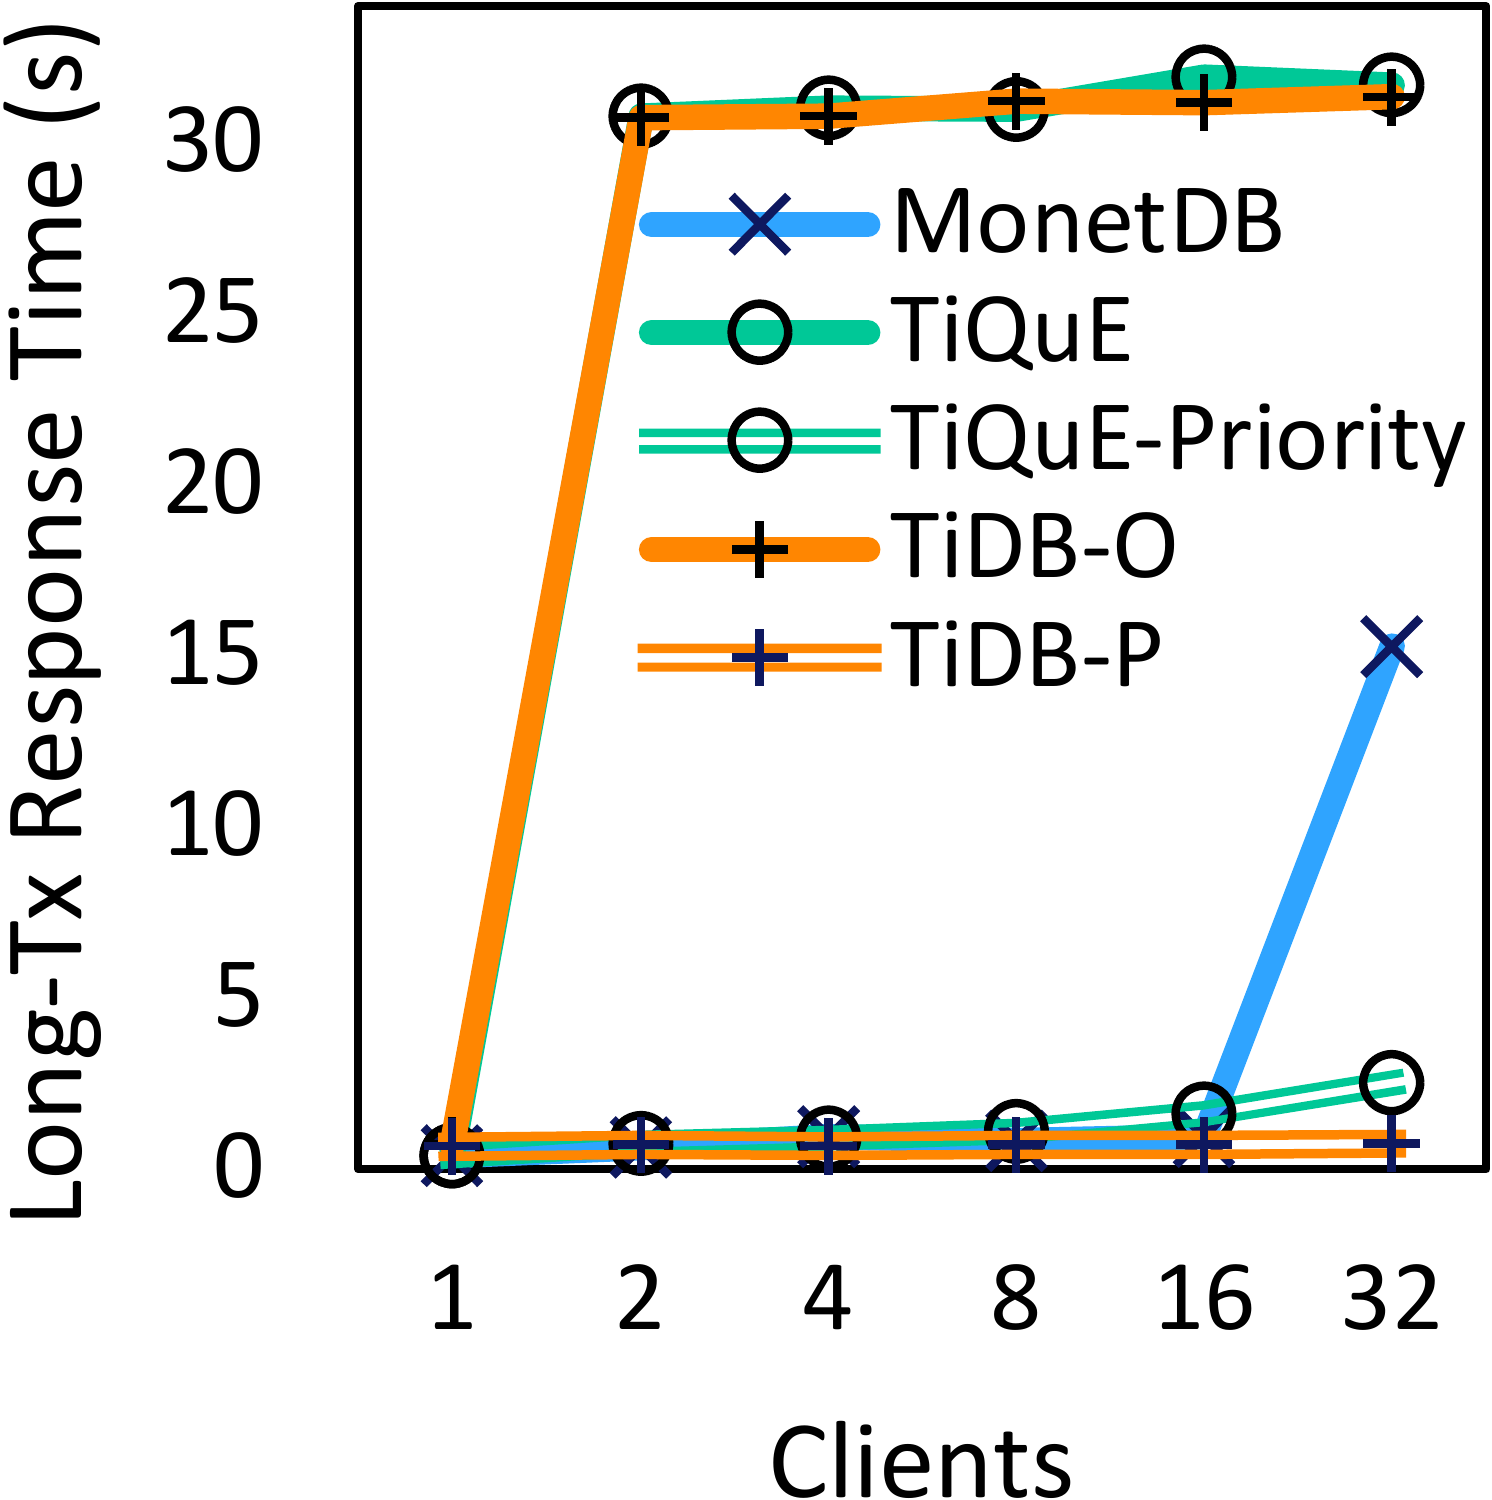 Long-Tx Response Time (s)
30
25
20
15
10
5
0
MonetDB
TiQuE
TiQuE-Priority
TiDB-O
TiDB-P
1 2 4 8 16 32
Clients